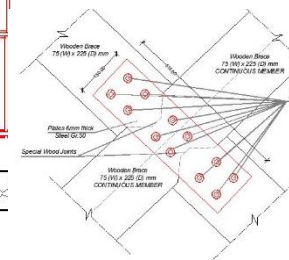 Wooden Brace
75 (W) x 225 (D) mm
Wooden Brace
75 (W) x 225 (D) mm
CONTINUOUS MEMBER
Plates 6mm thick
Steel Gr.50
Special Wood Joints
Wooden Brace
75 (W) x 225 (D) mm
CONTINUOUS MEMBER